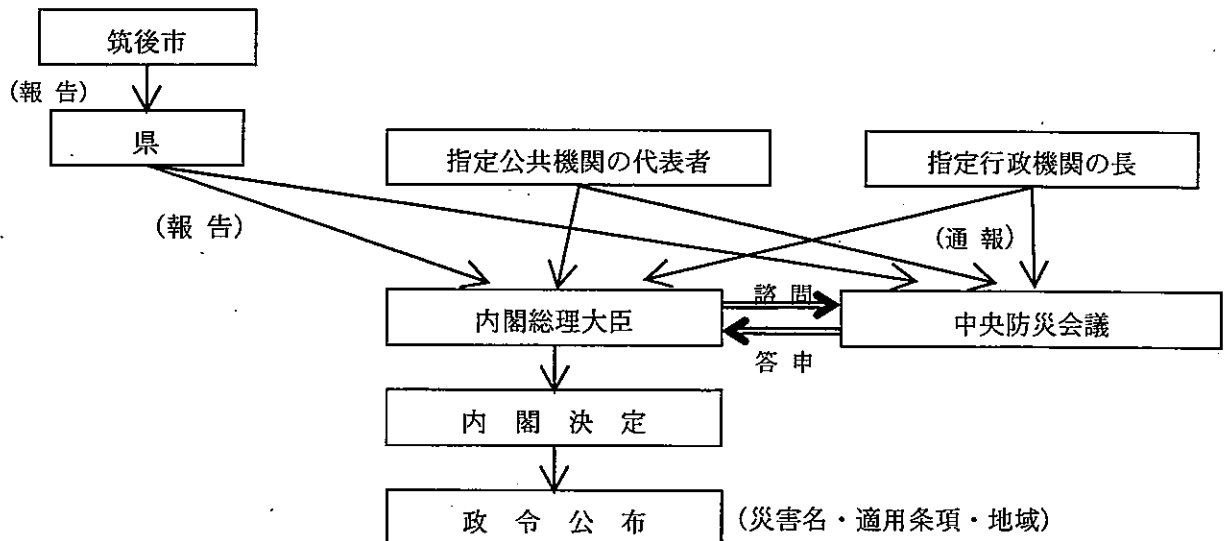 筑後市
(報 告)
県
指定公共機関の代表者
指定行政機関の長
(報 告)
(通 報)
内閣総理大臣
諮 問
答 申
中央防災会議
内 閣 決 定
政 令 公 布
(災害名・適用条項・地域)